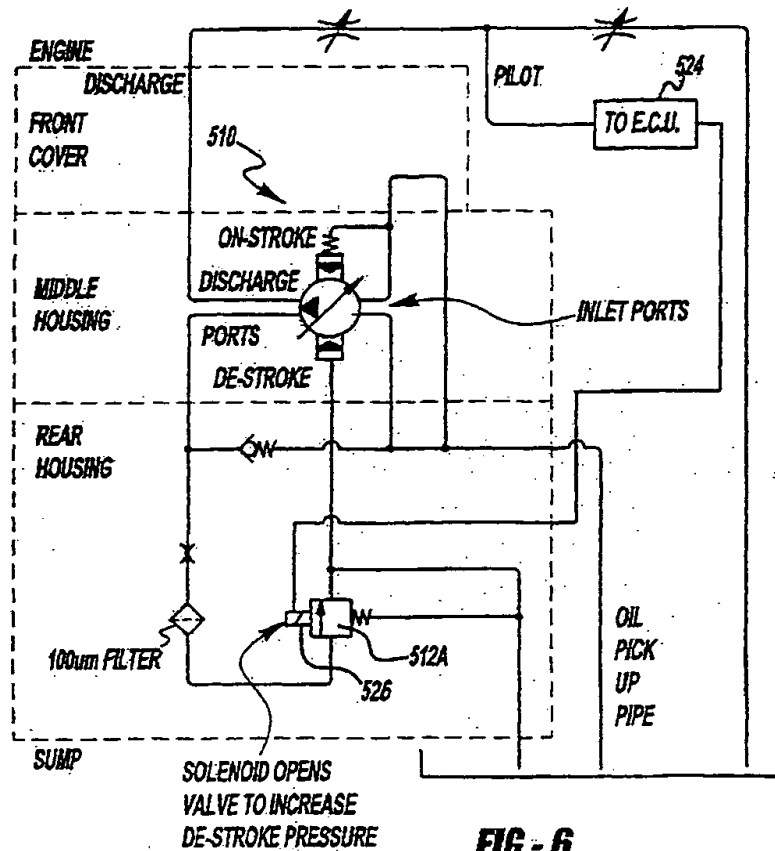 ENGINE
DISCHARGE
FRONT
COVER
PILOT
524
TO E.C.U.
510
ON-STROKE
DISCHARGE
MIDDLE
HOUSING
PORTS
INLET PORTS
DE-STROKE
REAR
HOUSING
100um FILTER
512A
526
OIL
PICK
UP
PIPE
SUMP
SOLENOID OPENS
VALVE TO INCREASE
DE-STROKE PRESSURE
FIG - 6